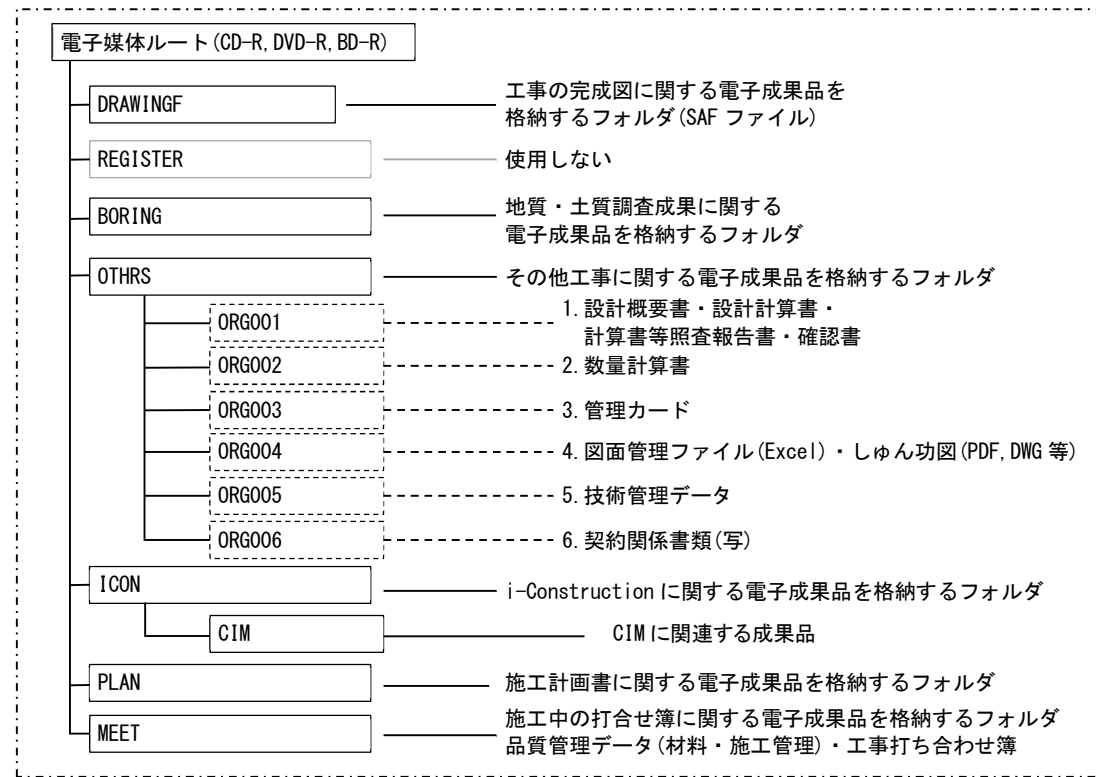 電子媒体ルート(CD-R,DVD-R,BD-R)
DRAWINGF
工事の完成図に関する電子成果品を
格納するフォルダ(SAF ファイル)
REGISTER
使用しない
BORING
地質・土質調査成果に関する
電子成果品を格納するフォルダ
OTHRS
その他工事に関する電子成果品を格納するフォルダ
ORG001
1.設計概要書・設計計算書・
計算書等照査報告書・確認書
ORG002
2.数量計算書
ORG003
3.管理カード
ORG004
4.図面管理ファイル(Excel)・しゅん功図(PDF,DWG 等)
ORG005
5.技術管理データ
ORG006
6.契約関係書類(写)
ICON
i-Construction に関する電子成果品を格納するフォルダ
CIM
CIM に関連する成果品
PLAN
施工計画書に関する電子成果品を格納するフォルダ
MEET
施工中の打合せ簿に関する電子成果品を格納するフォルダ
品質管理データ(材料・施工管理)・工事打ち合わせ簿